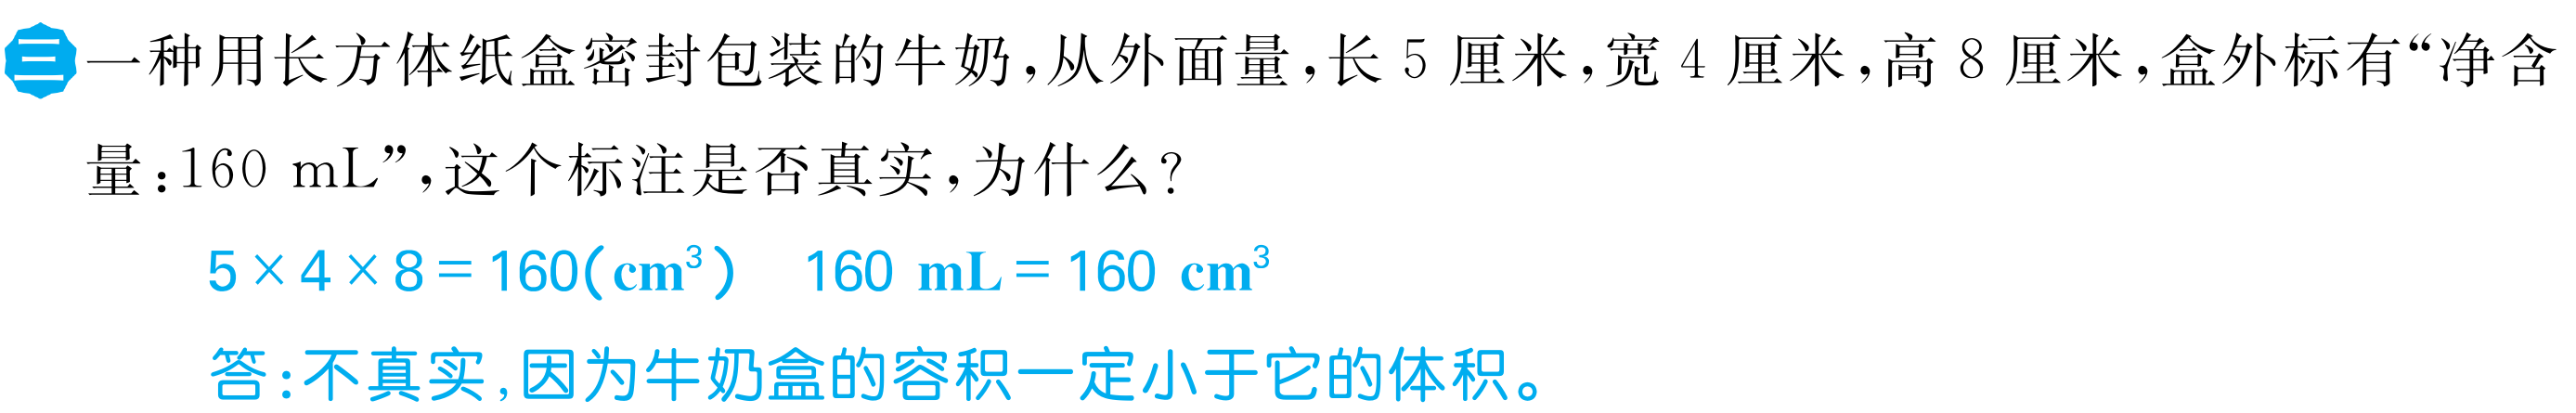 三 一种用长方体纸盒密封包装的牛奶,从外面量,长 5 厘米,宽 4 厘米,高 8 厘米,盒外标有“净含
量:160 mL”,这个标注是否真实,为什么?
5×4×8=160(cm³) 160 mL=160 cm³
答:不真实,因为牛奶盒的容积一定小于它的体积。